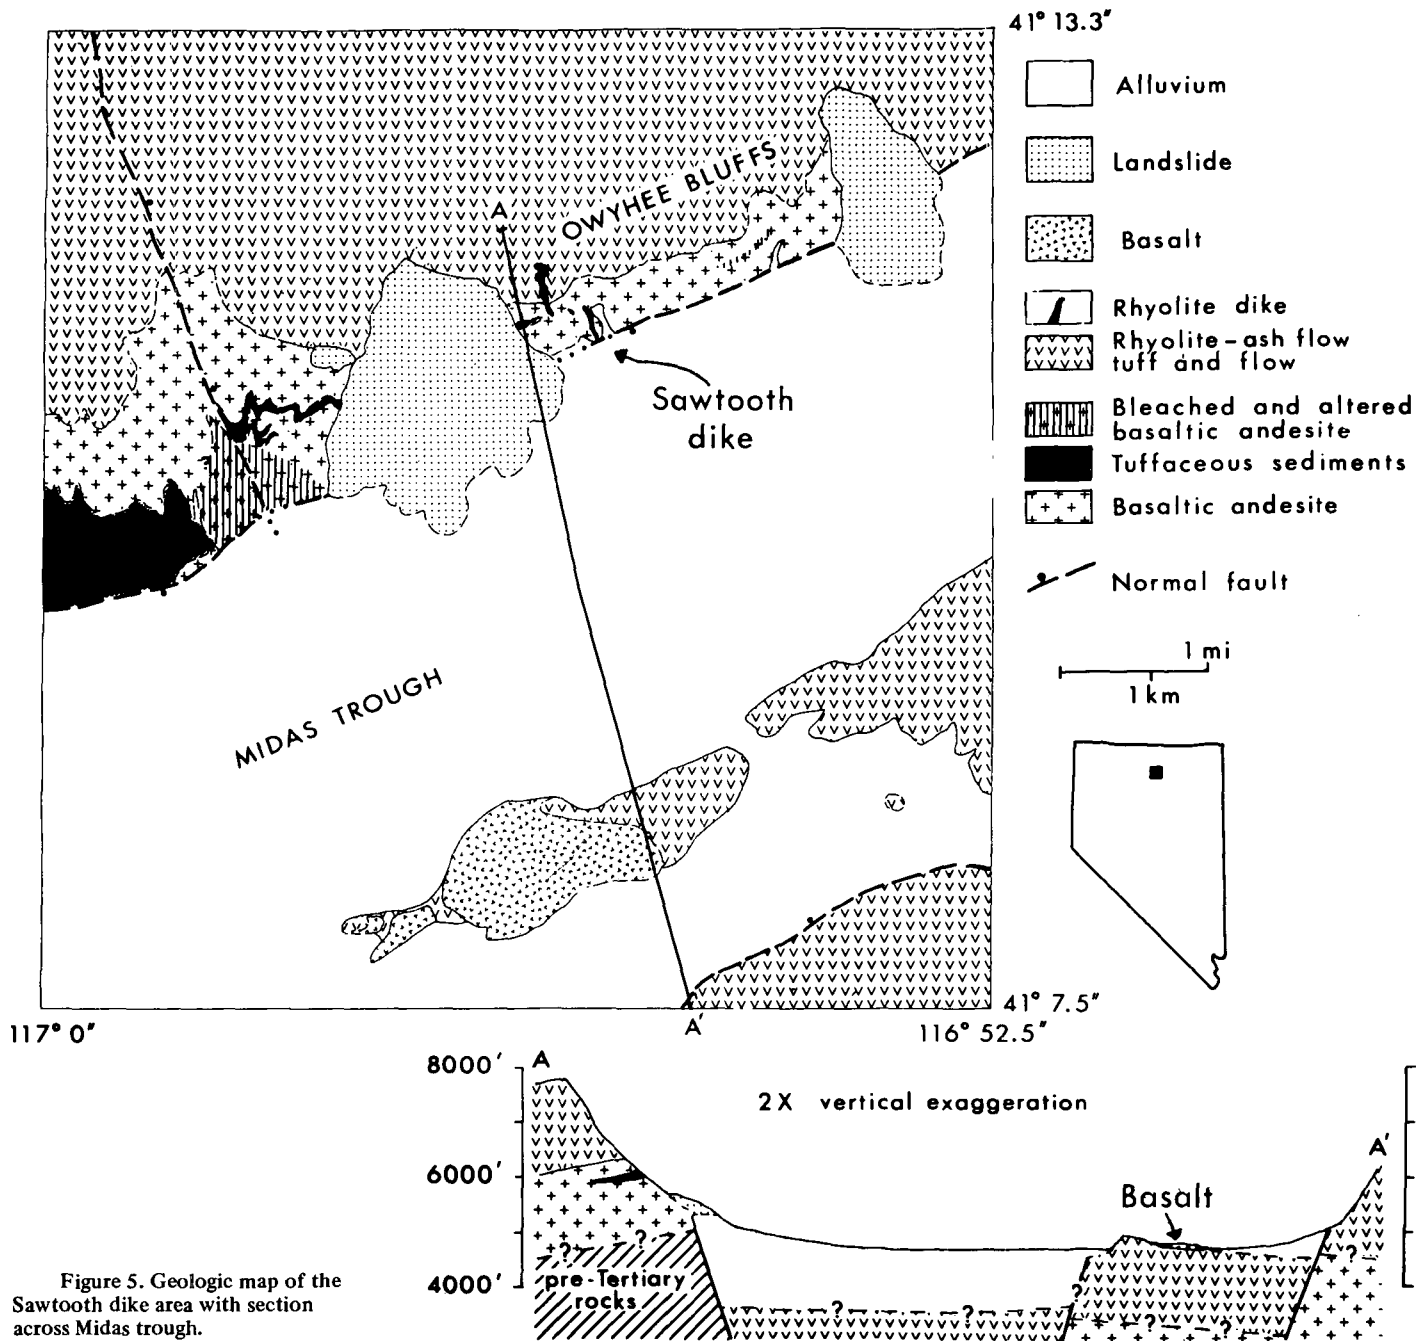 41° 13.3"
Alluvium
Landslide
Basalt
Rhyolite dike
Rhyolite-ash flow
tuff and flow
Bleached and altered
basaltic andesite
Tuffaceous sediments
Basaltic andesite
Normal fault
1 mi
1 km
OWYHEE BLUFFS
A
Sawtooth
dike
MIDAS TROUGH
A'
41° 7.5"
117° 0"
116° 52.5"
8000'
A
2X vertical exaggeration
6000'
A'
Basalt
4000'
?
?
pre-Tertiary
rocks
?
?
?
?
?
?
?
Figure 5. Geologic map of the
Sawtooth dike area with section
across Midas trough.